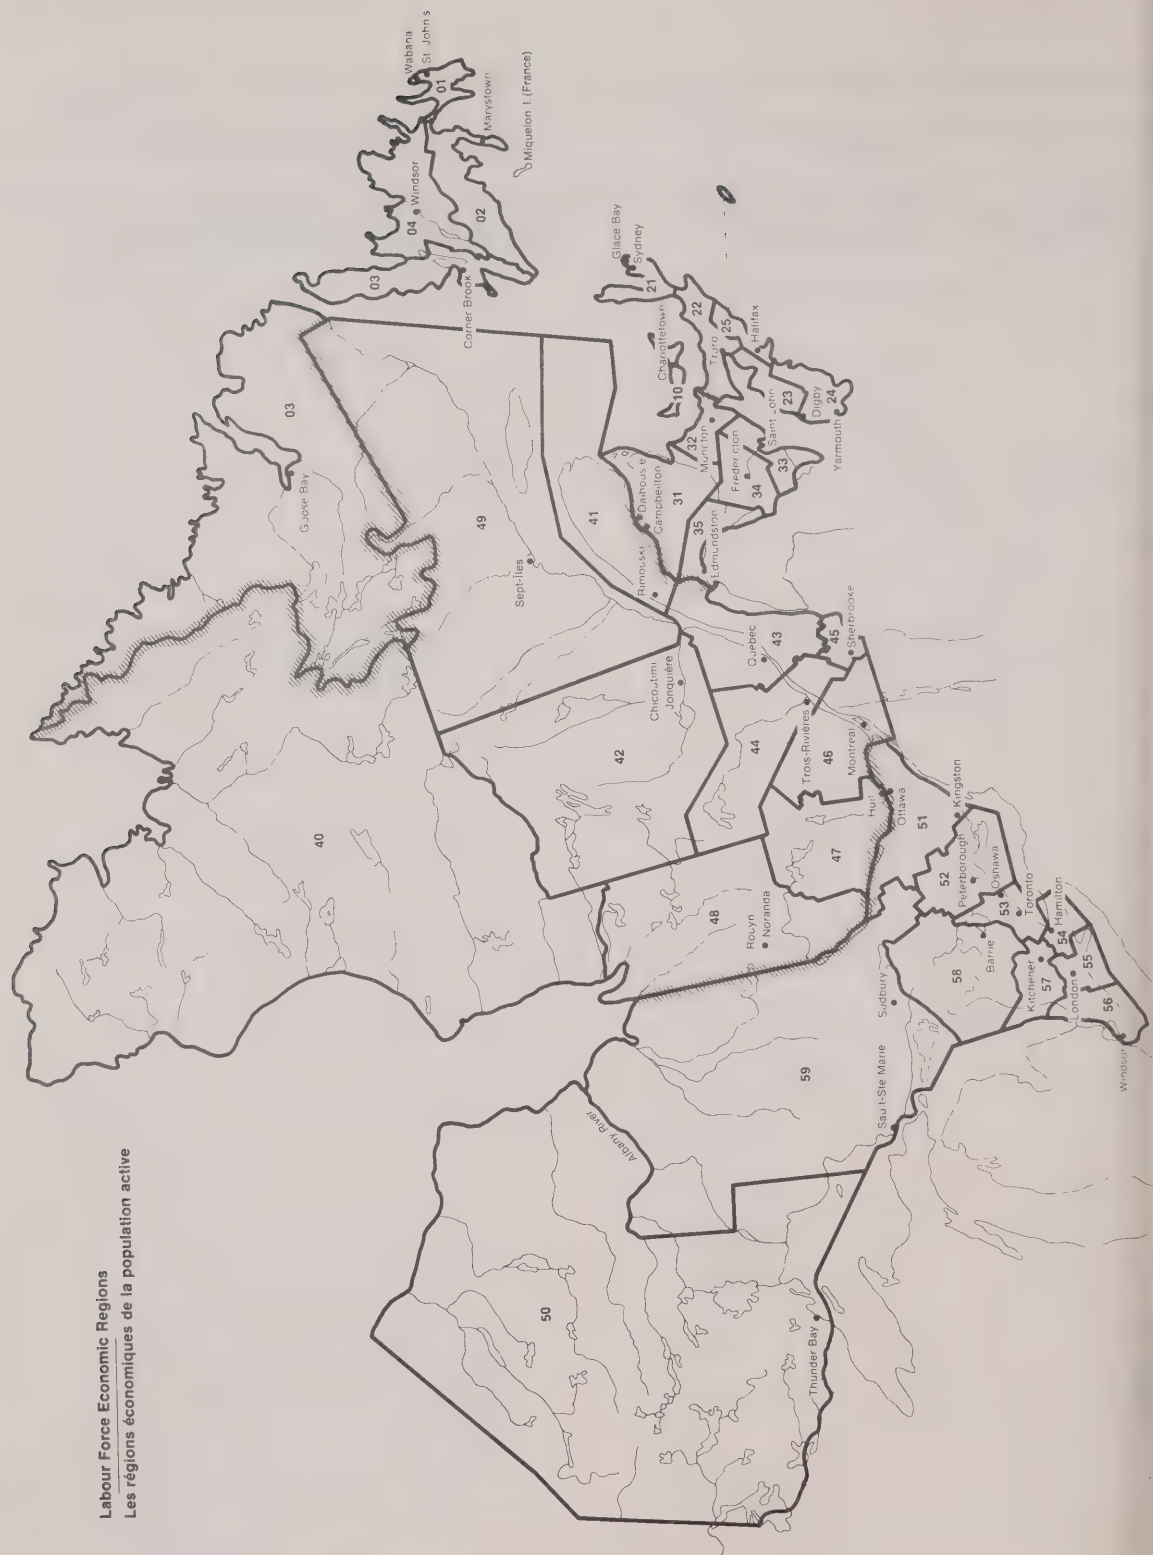 Labour Force Economic Regions
Les régions économiques de la population active
Wabana
St. John's
01
Marystown
Miquelon I. (France)
04
Windsor
02
03
Corner Brook
03
Goose Bay
Glace Bay
Sydney
21
22
25
Halifax
Truro
Charlottetown
10
23
24
Digby
Yarmouth
Saint John
32
Moncton
33
Fredericton
34
31
35
Edmundston
Dalhousie
Campbellton
41
Rimouski
49
Sept-Îles
43
Quebec
45
Sherbrooke
Chicoutimi
Jonquière
42
44
Trois-Rivières
46
Montreal
40
47
Hull
Ottawa
51
Kingston
52
Peterborough
Oshawa
53
Toronto
54
Hamilton
55
48
Rouyn
Noranda
58
Barrie
Kitchener
57
London
56
Windsor
Sudbury
59
Sault-Ste Marie
Albany River
50
Thunder Bay